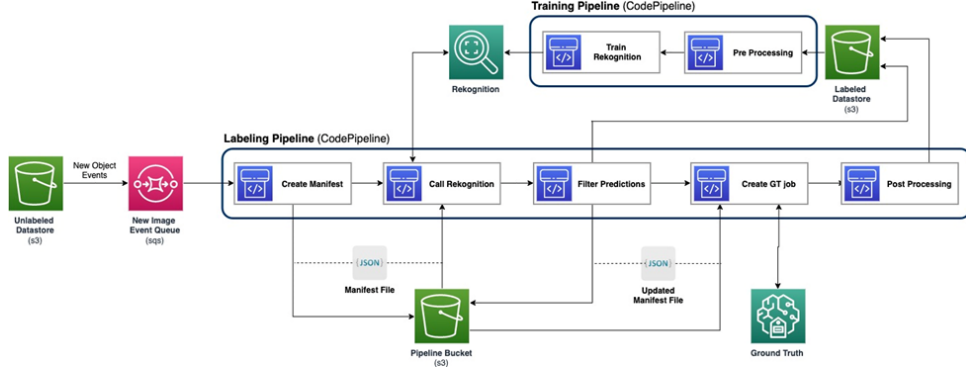 Training Pipeline (CodePipeline)
Train
Rekognition
Pre Processing
Rekognition
Labeled
Datastore
(s3)
Labeling Pipeline (CodePipeline)
New Object
Events
Create Manifest
Call Rekognition
Filter Predictions
Create GT job
Post Processing
Unlabeled
Datastore
(s3)
New Image
Event Queue
(sqs)
{JSON}
Manifest File
{JSON}
Updated
Manifest File
Pipeline Bucket
(s3)
Ground Truth